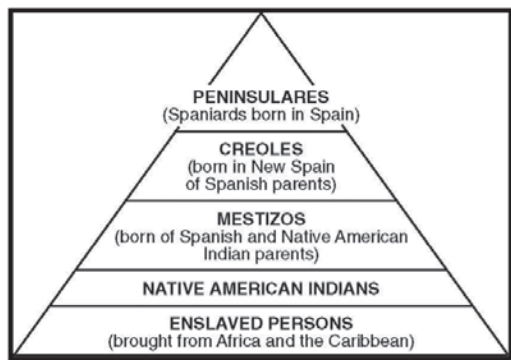 PENINSULARES
(Spaniards born in Spain)
CREOLES
(born in New Spain
of Spanish parents)
MESTIZOS
(born of Spanish and Native American
Indian parents)
NATIVE AMERICAN INDIANS
ENSLAVED PERSONS
(brought from Africa and the Caribbean)